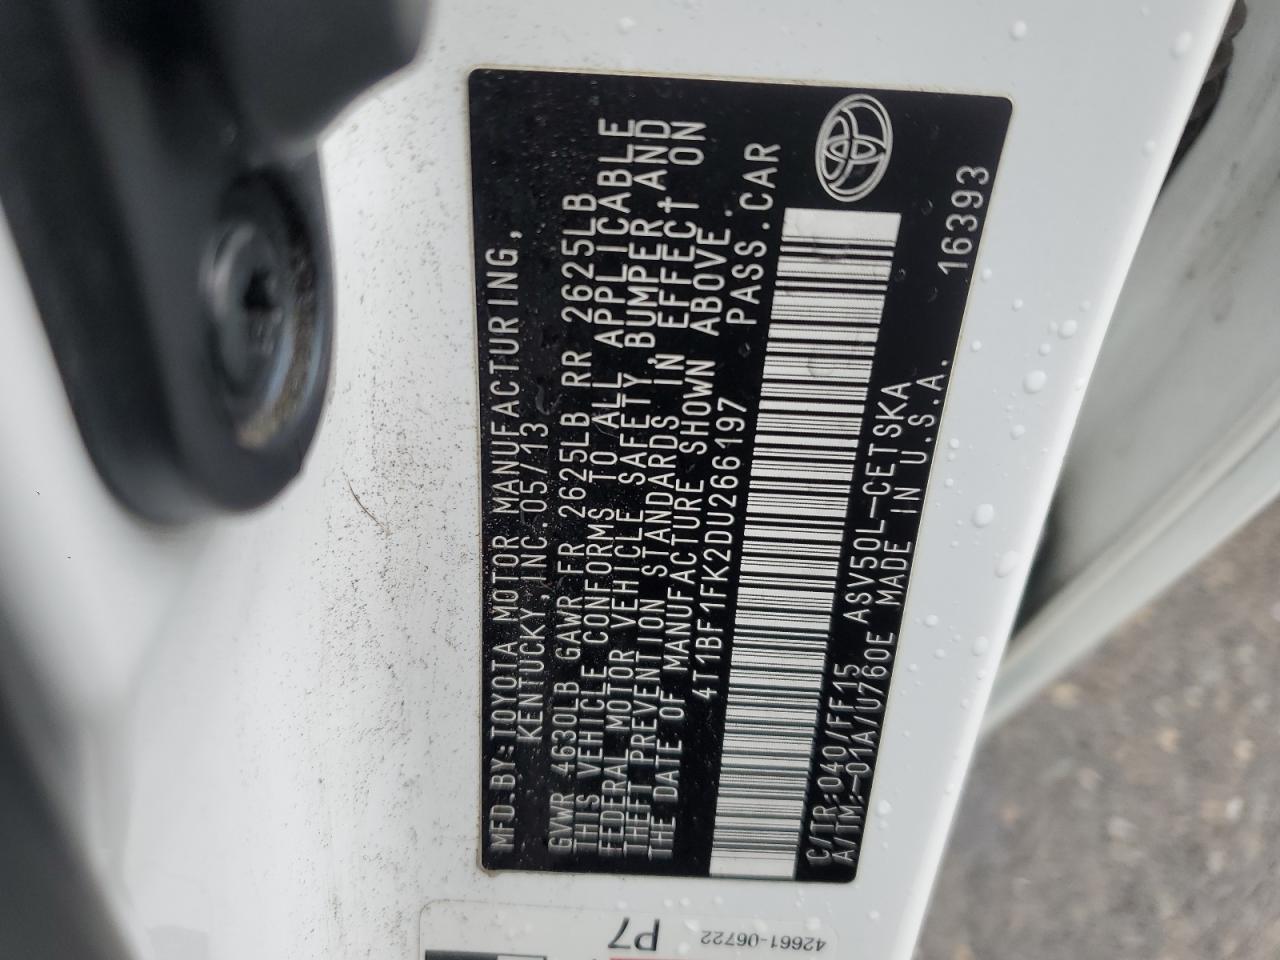 MFD.BY:TOYOTA MOTOR MANUFACTURING,
KENTUCKY,INC.05/13
GVWR 4630LB GAWR FR 2625LB RR 2625LB
THIS VEHICLE CONFORMS TO ALL APPLICABLE
FEDERAL MOTOR VEHICLE SAFETY,BUMPER AND
THEFT PREVENTION STANDARDS IN EFFECT ON
THE DATE OF MANUFACTURE SHOWN ABOVE.
4T1BF1FK2DU266197 PASS.CAR
C/TR:040/FF15 ASV50L-CETSKA
A/TM:-01A/U760E MADE IN U.S.A. 16393
P7
42661-06722